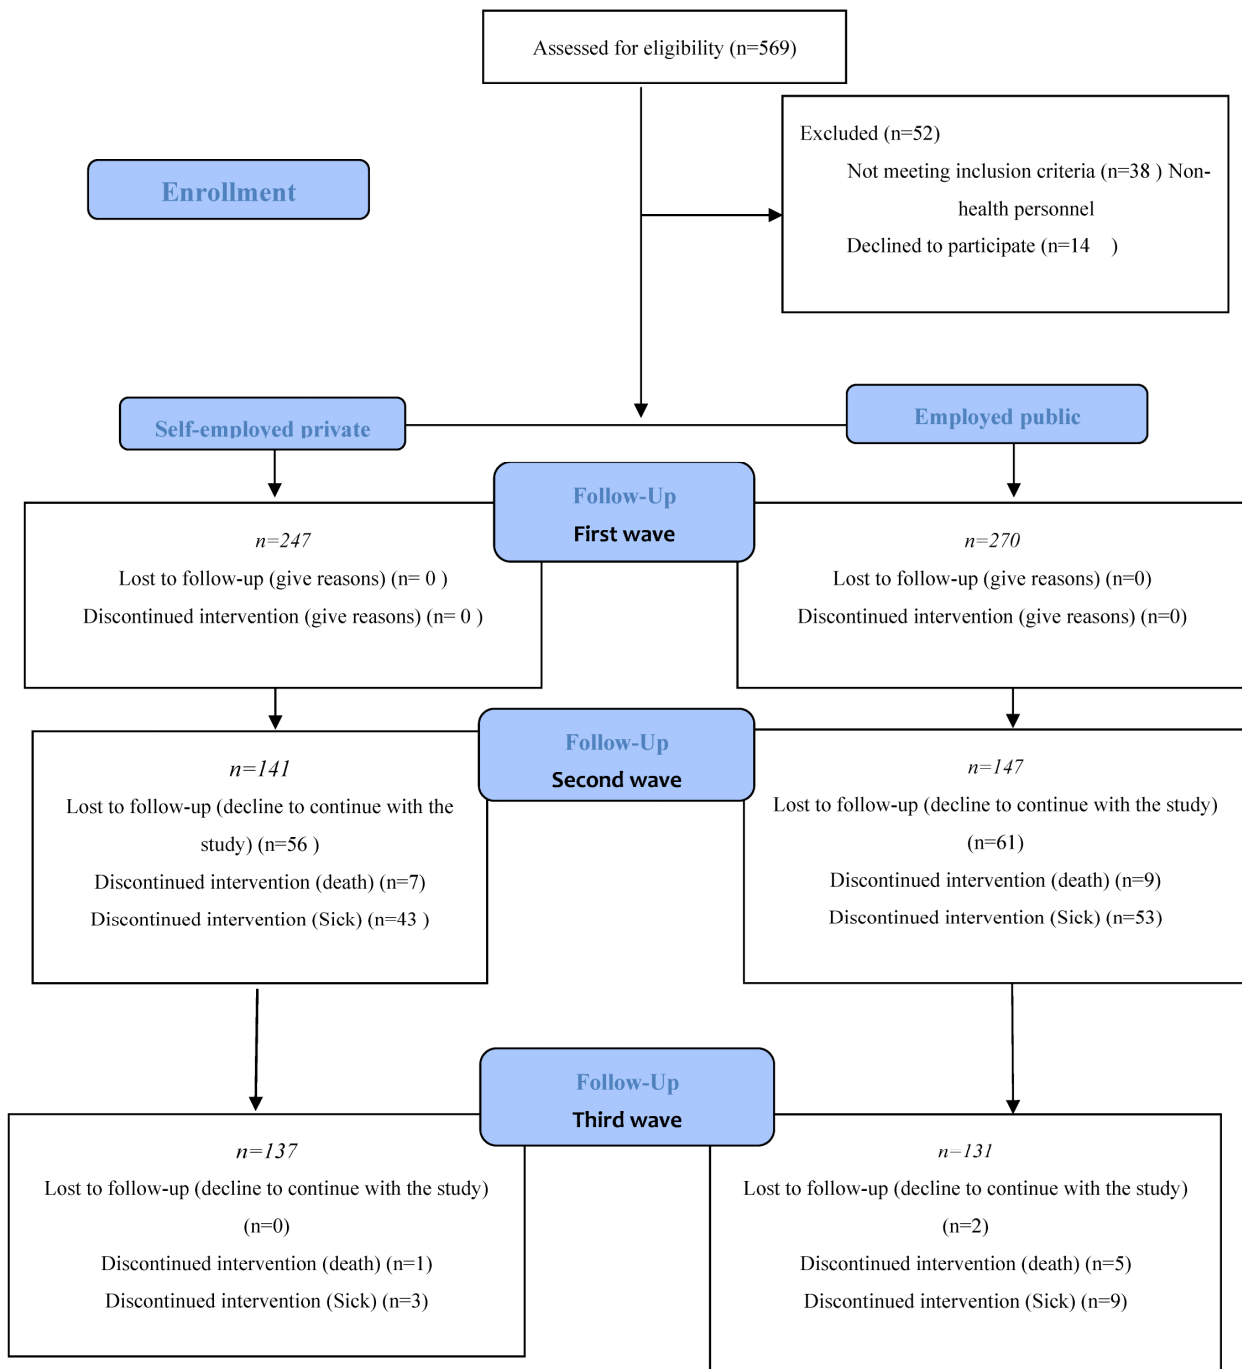 Assessed for eligibility (n=569)
Excluded (n=52)
Not meeting inclusion criteria (n=38 ) Non-
health personnel
Declined to participate (n=14 )
Enrollment
Self-employed private
Employed public
Follow-Up
First wave
n=247
Lost to follow-up (give reasons) (n= 0 )
Discontinued intervention (give reasons) (n= 0 )
n=270
Lost to follow-up (give reasons) (n=0)
Discontinued intervention (give reasons) (n=0)
Follow-Up
Second wave
n=141
Lost to follow-up (decline to continue with the
study) (n=56 )
Discontinued intervention (death) (n=7)
Discontinued intervention (Sick) (n=43 )
n=147
Lost to follow-up (decline to continue with the study)
(n=61)
Discontinued intervention (death) (n=9)
Discontinued intervention (Sick) (n=53)
Follow-Up
Third wave
n=137
Lost to follow-up (decline to continue with the study)
(n=0)
Discontinued intervention (death) (n=1)
Discontinued intervention (Sick) (n=3)
n=131
Lost to follow-up (decline to continue with the study)
(n=2)
Discontinued intervention (death) (n=5)
Discontinued intervention (Sick) (n=9)